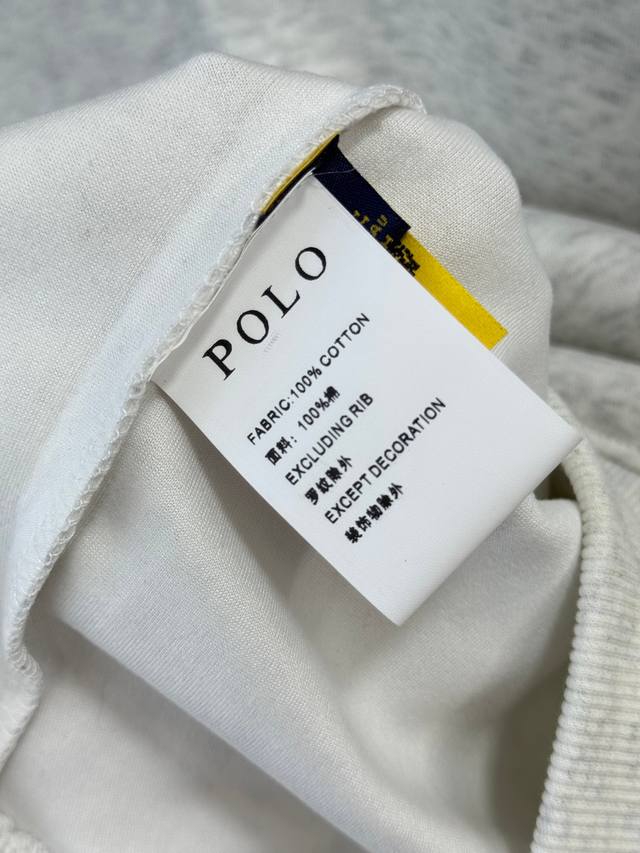 POLO
FABRIC:100% COTTON
面料：100%棉
EXCLUDING RIB
罗纹除外
EXCEPT DECORATION
装饰物除外